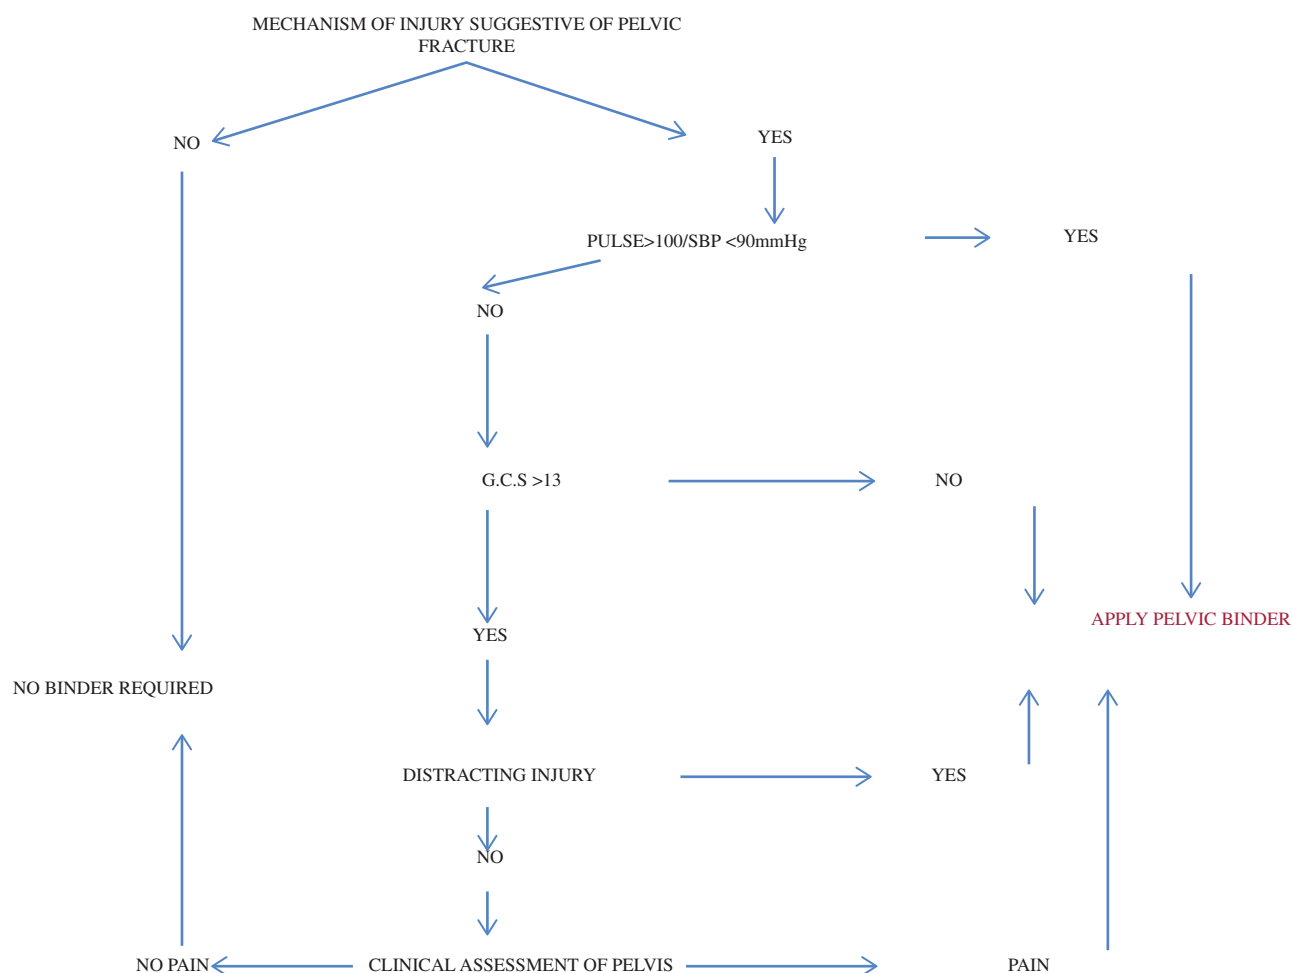 MECHANISM OF INJURY SUGGESTIVE OF PELVIC
FRACTURE
NO
YES
PULSE>100/SBP <90mmHg
YES
NO
G.C.S >13
NO
APPLY PELVIC BINDER
YES
NO BINDER REQUIRED
DISTRACTING INJURY
YES
NO
NO PAIN
CLINICAL ASSESSMENT OF PELVIS
PAIN